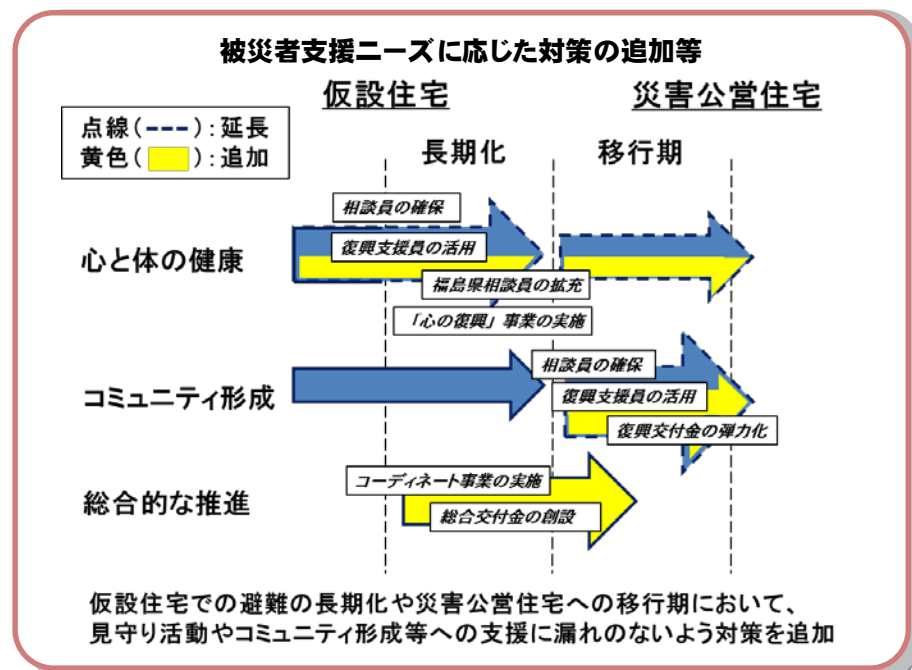 被災者支援ニーズに応じた対策の追加等
仮設住宅
災害公営住宅
点線(---):延長
黄色( ):追加
長期化
移行期
心と体の健康
相談員の確保
復興支援員の活用
福島県相談員の拡充
「心の復興」事業の実施
コミュニティ形成
相談員の確保
復興支援員の活用
復興交付金の弾力化
総合的な推進
コーディネート事業の実施
総合交付金の創設
仮設住宅での避難の長期化や災害公営住宅への移行期において、
見守り活動やコミュニティ形成等への支援に漏れのないよう対策を追加